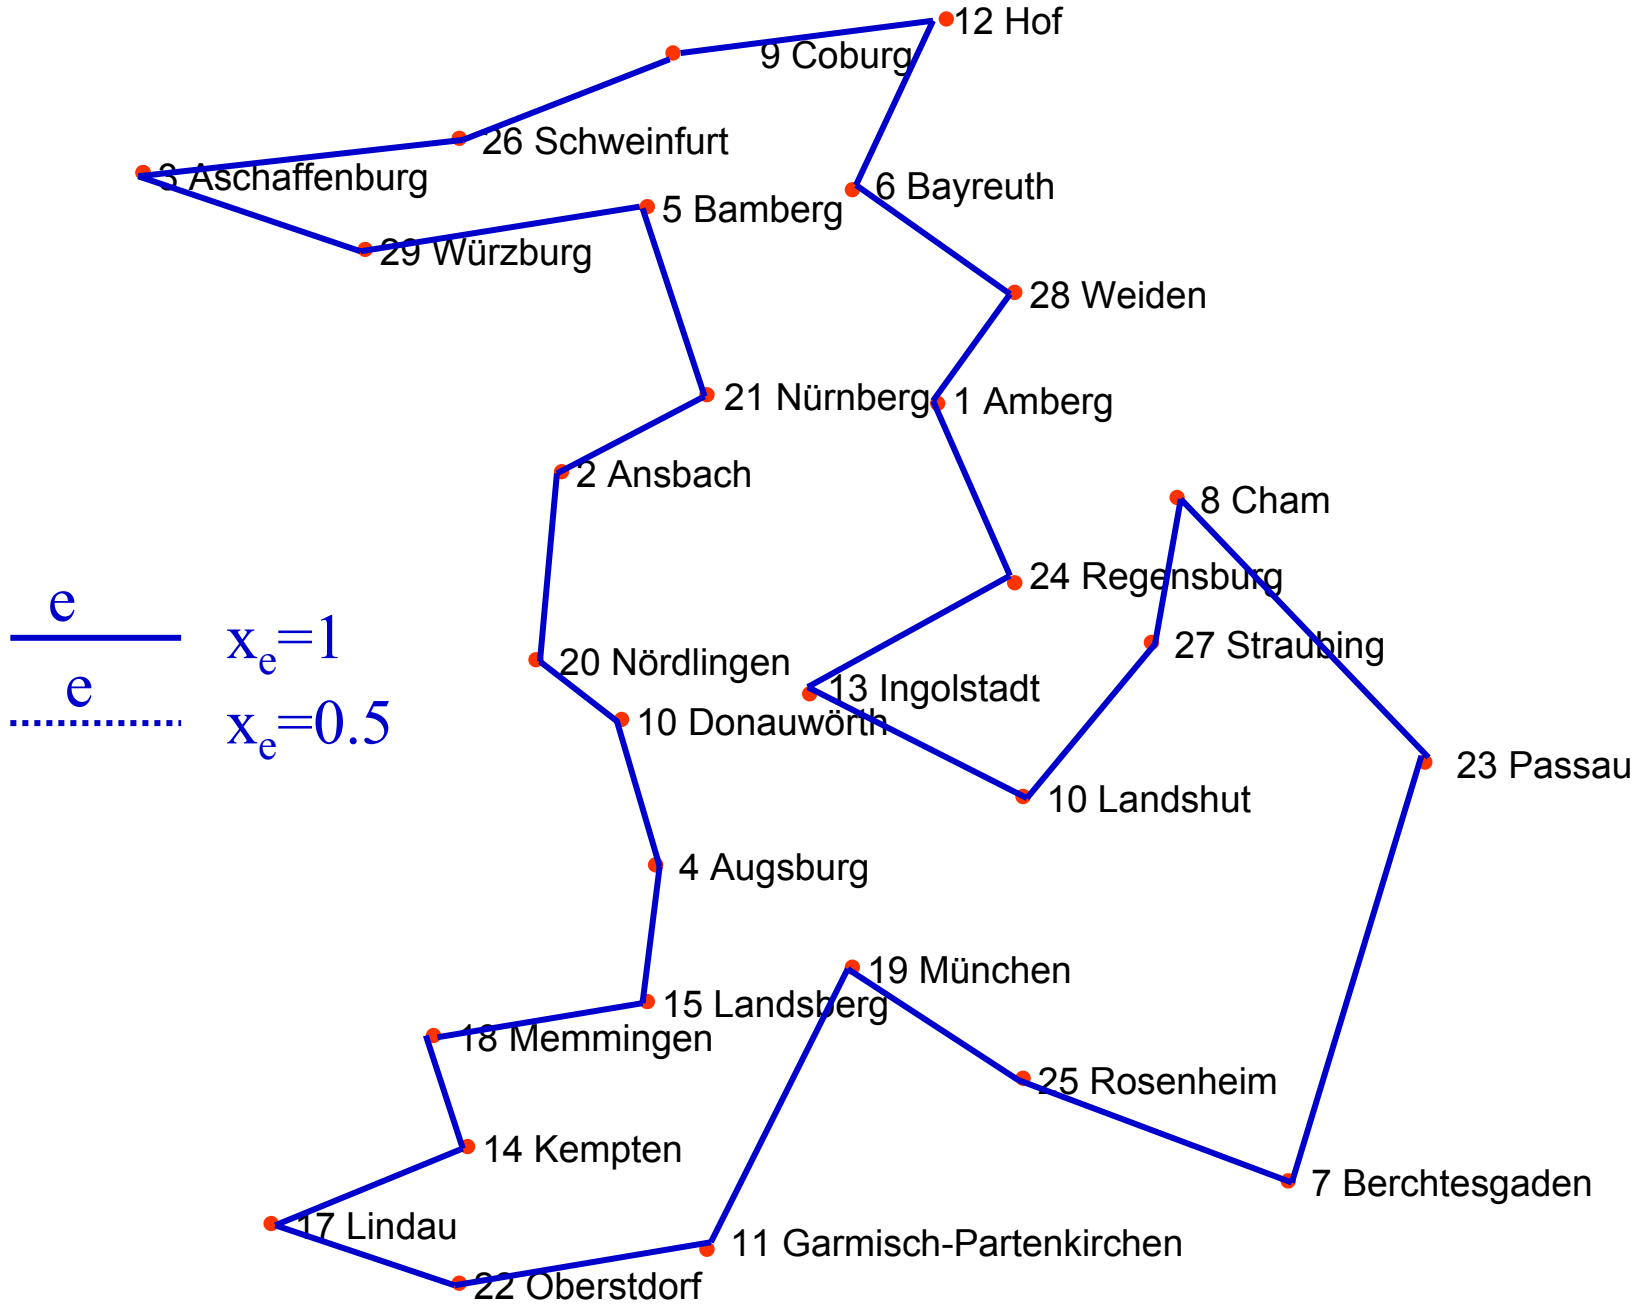 12 Hof
9 Coburg
26 Schweinfurt
3 Aschaffenburg
6 Bayreuth
5 Bamberg
29 Würzburg
28 Weiden
21 Nürnberg
1 Amberg
2 Ansbach
8 Cham
24 Regensburg
e
x_e=1
27 Straubing
20 Nördlingen
13 Ingolstadt
e
x_e=0.5
10 Donauwörth
23 Passau
10 Landshut
4 Augsburg
19 München
15 Landsberg
18 Memmingen
25 Rosenheim
14 Kempten
7 Berchtesgaden
17 Lindau
11 Garmisch-Partenkirchen
22 Oberstdorf